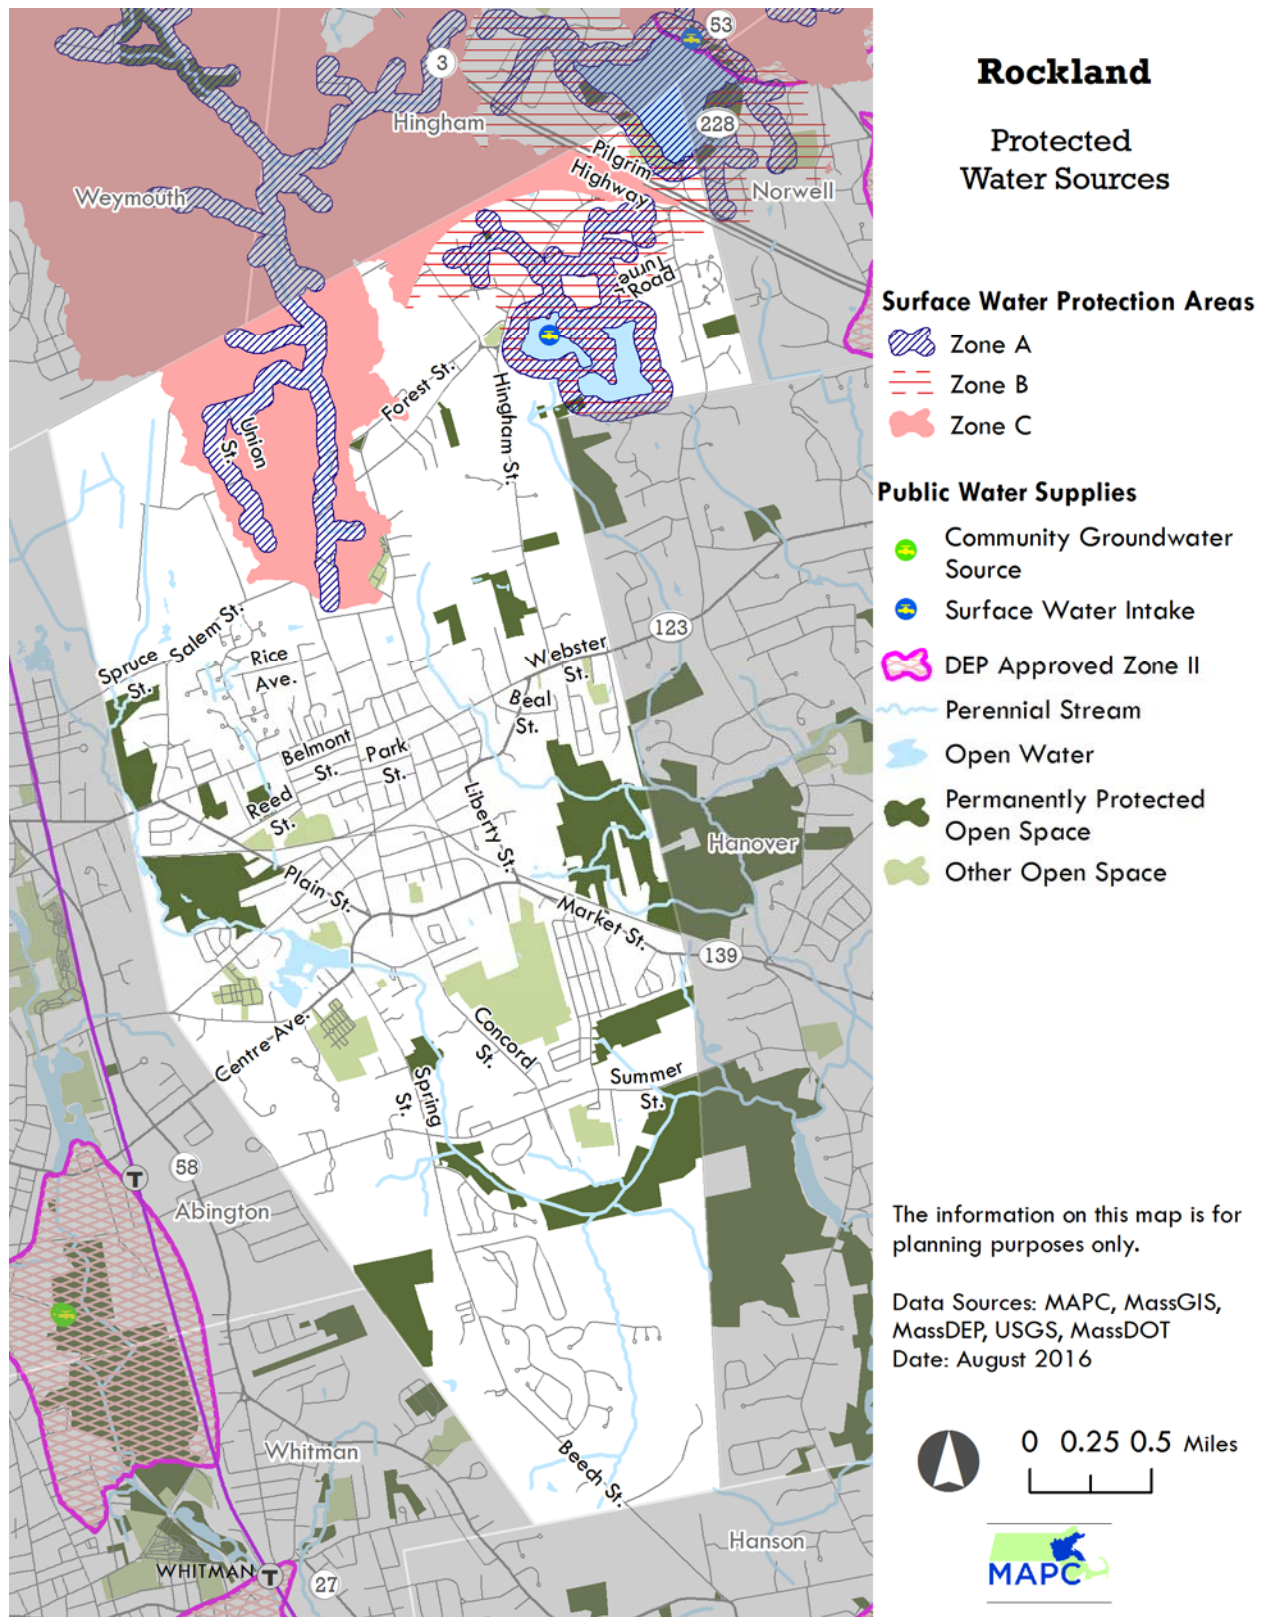 Rockland
Protected
Water Sources
Surface Water Protection Areas
Zone A
Zone B
Zone C
Public Water Supplies
Community Groundwater
Source
Surface Water Intake
DEP Approved Zone II
Perennial Stream
Open Water
Permanently Protected
Open Space
Other Open Space
The information on this map is for
planning purposes only.
Data Sources: MAPC, MassGIS,
MassDEP, USGS, MassDOT
Date: August 2016
0 0.25 0.5 Miles
MAPC
53
3
Hingham
228
Pilgrim
Highway
Weymouth
Norwell
Turne
Road
Forest St.
Hingham St.
Union
St.
123
Salem St.
Spruce
St.
Rice
Ave.
Webster
St.
Beal
St.
Belmont
St.
Park
St.
Reed
St.
Liberty St.
Hanover
Plain St.
Market St.
139
Centre Ave.
Concord
St.
Summer
St.
Spring
St.
T
58
Abington
Whitman
Beech St.
Hanson
WHITMAN
T
27